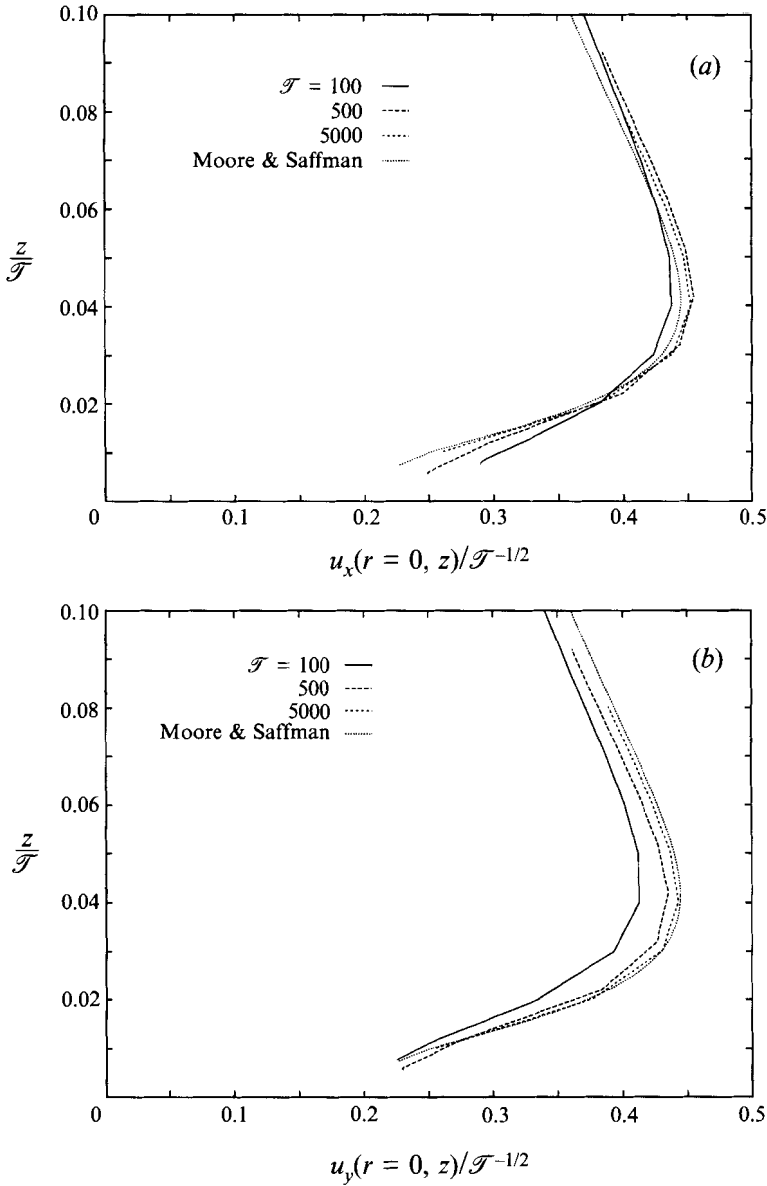 0.10
(a)
𝒯 = 100
500
5000
Moore & Saffman
0.08
0.06
z
𝒯
0.04
0.02
0 0.1 0.2 0.3 0.4 0.5
u_x(r = 0, z)/𝒯^{-1/2}
0.10
(b)
𝒯 = 100
500
5000
Moore & Saffman
0.08
0.06
z
𝒯
0.04
0.02
0 0.1 0.2 0.3 0.4 0.5
u_y(r = 0, z)/𝒯^{-1/2}